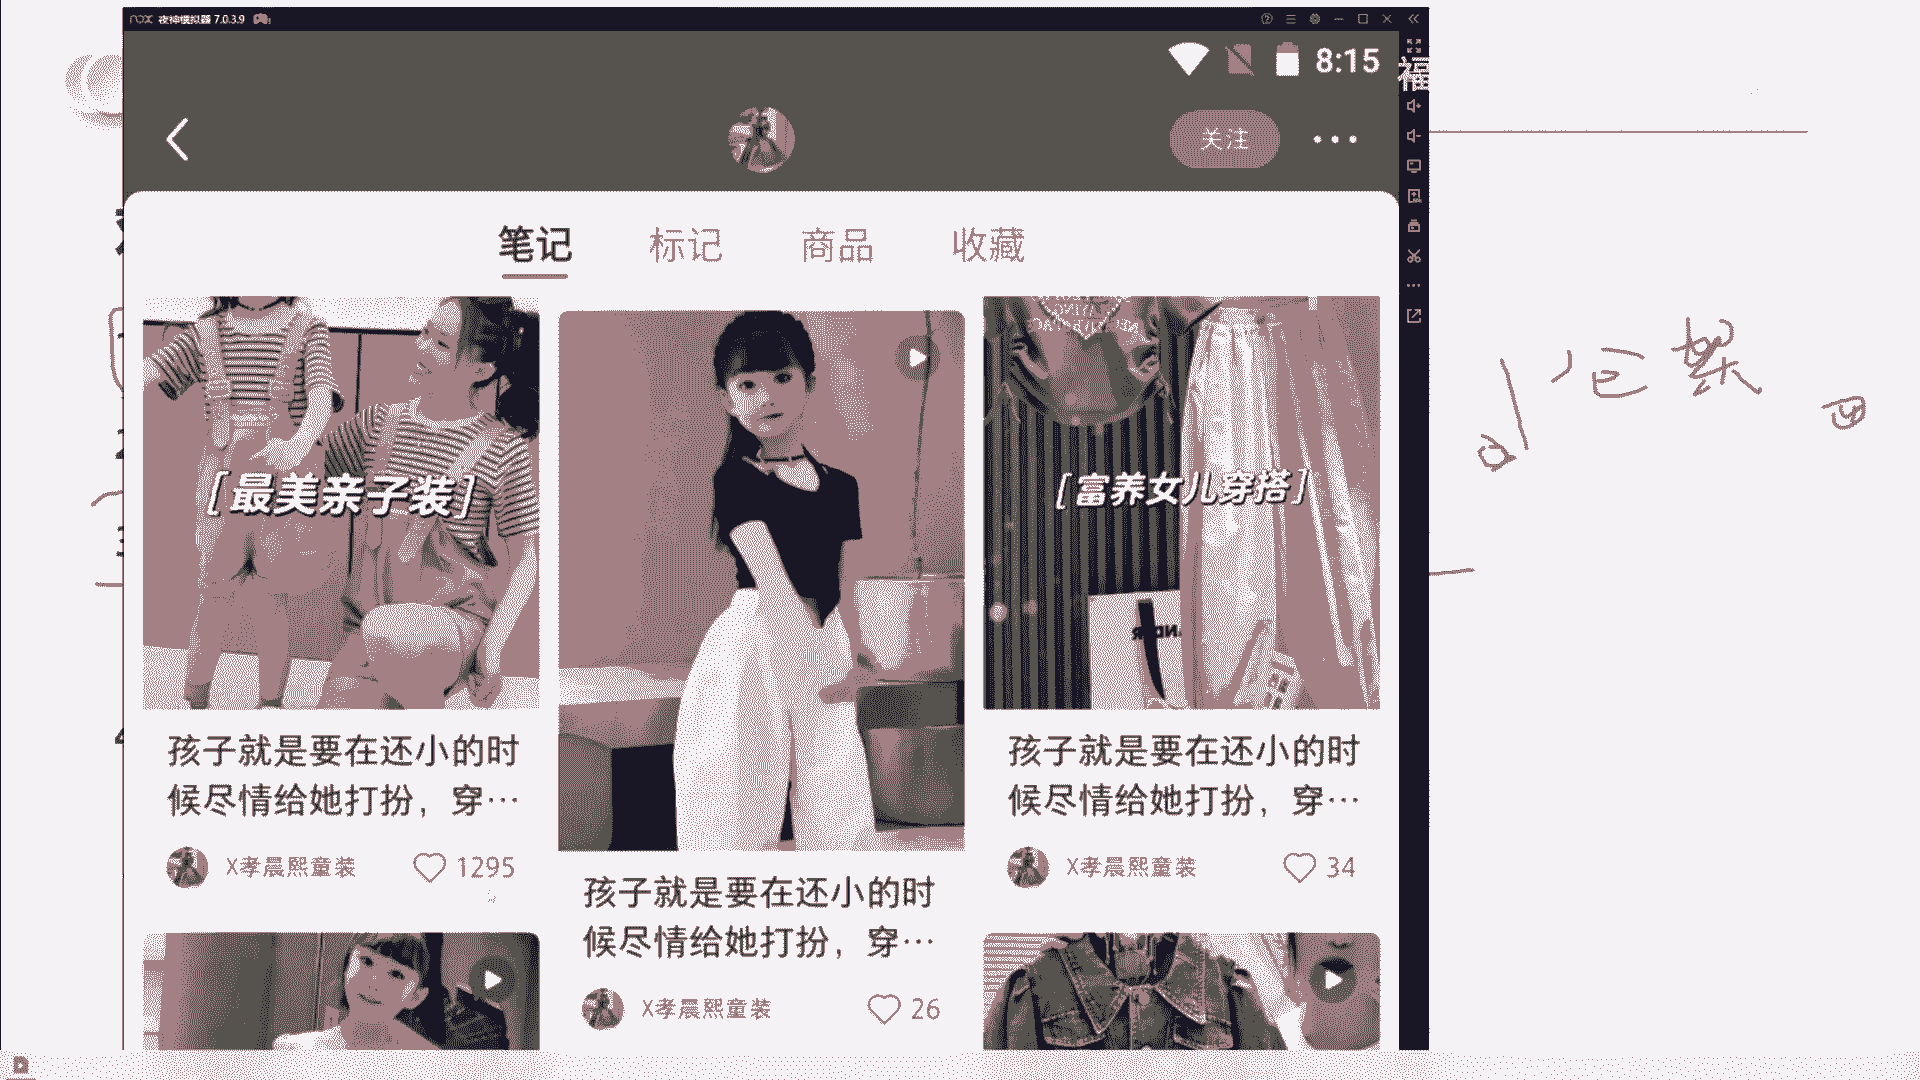 nox 夜神模拟器 7.0.3.9
8:15
福
关注
笔记 标记 商品 收藏
[最美亲子装]
孩子就是要在还小的时
候尽情给她打扮，穿…
X孝晨熙童装 1295
孩子就是要在还小的时
候尽情给她打扮，穿…
X孝晨熙童装 26
[富养女儿穿搭]
孩子就是要在还小的时
候尽情给她打扮，穿…
X孝晨熙童装 34